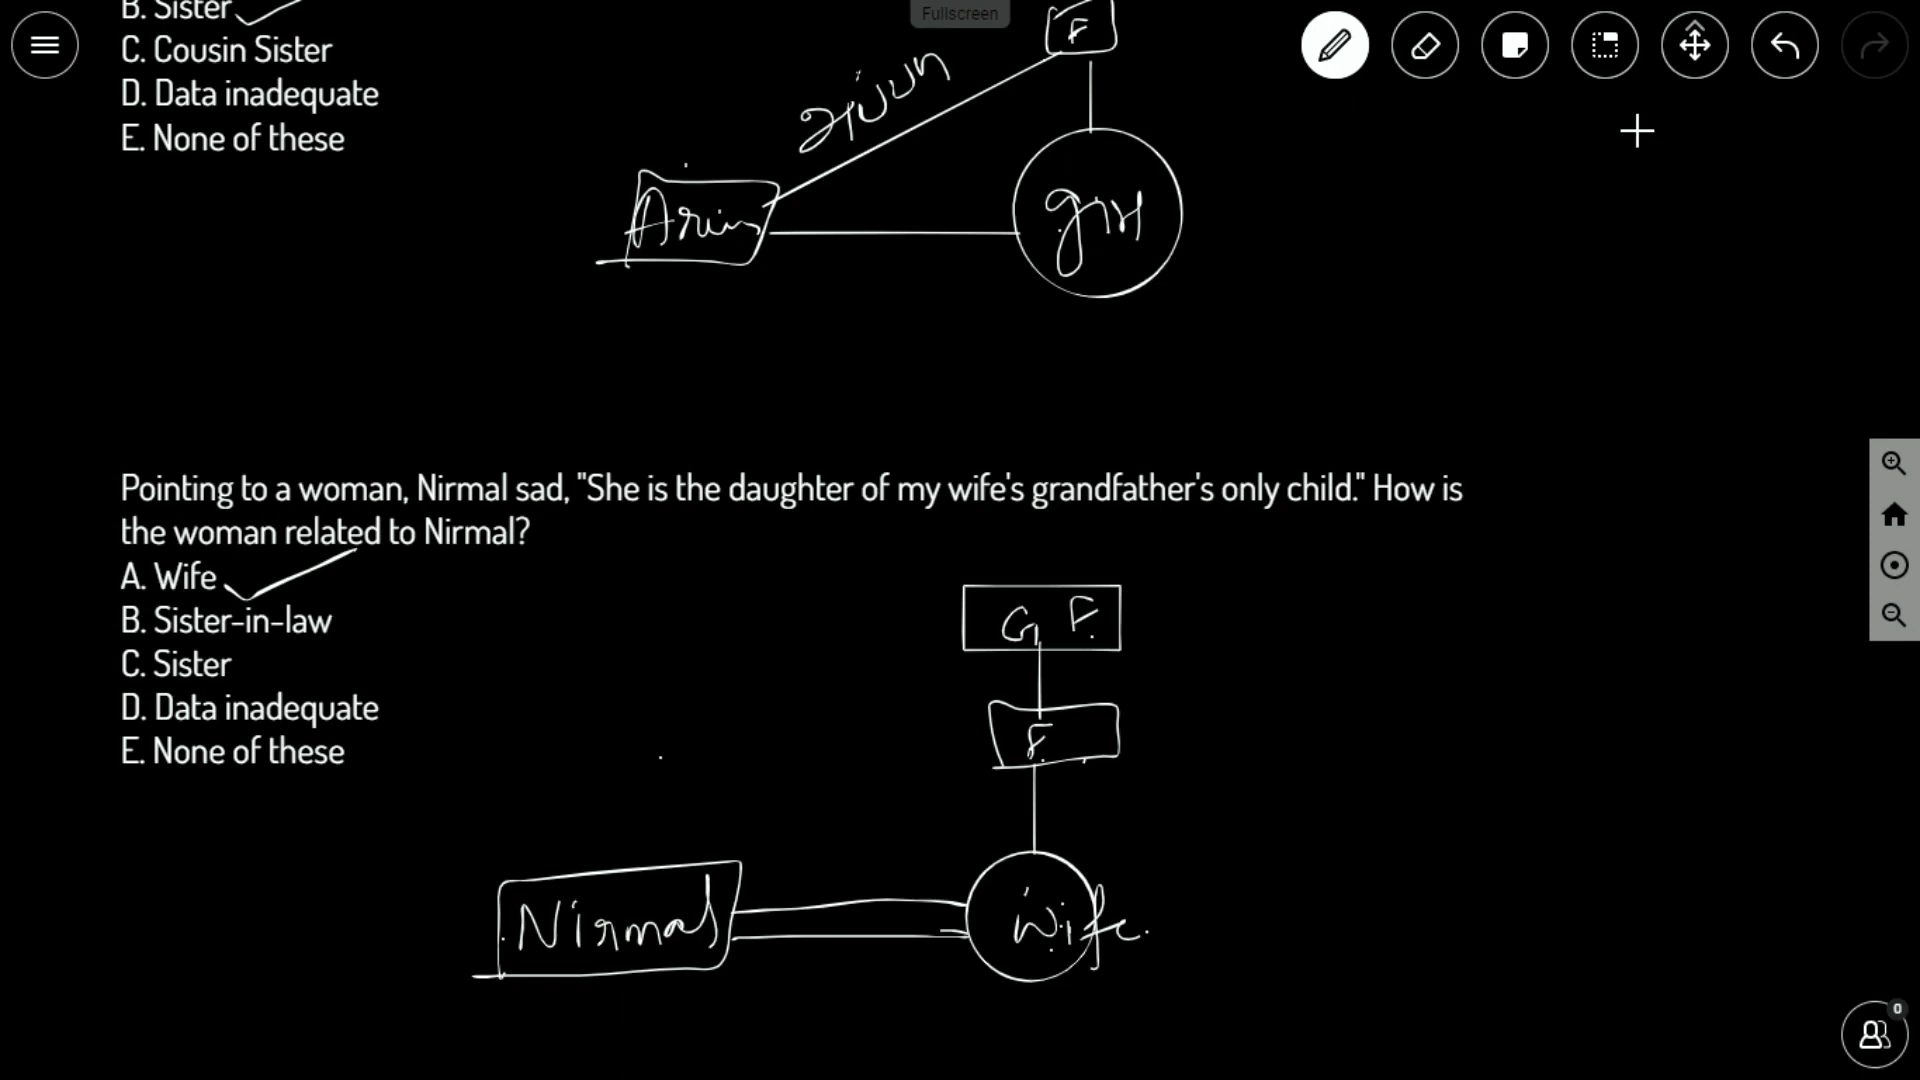 B. Sister
Fullscreen
F
C. Cousin Sister
D. Data inadequate
E. None of these
Pointing to a woman, Nirmal sad, "She is the daughter of my wife's grandfather's only child." How is
the woman related to Nirmal?
A. Wife
B. Sister-in-law
C. Sister
D. Data inadequate
E. None of these
G F.
F.
Nirmal
Wife.
0